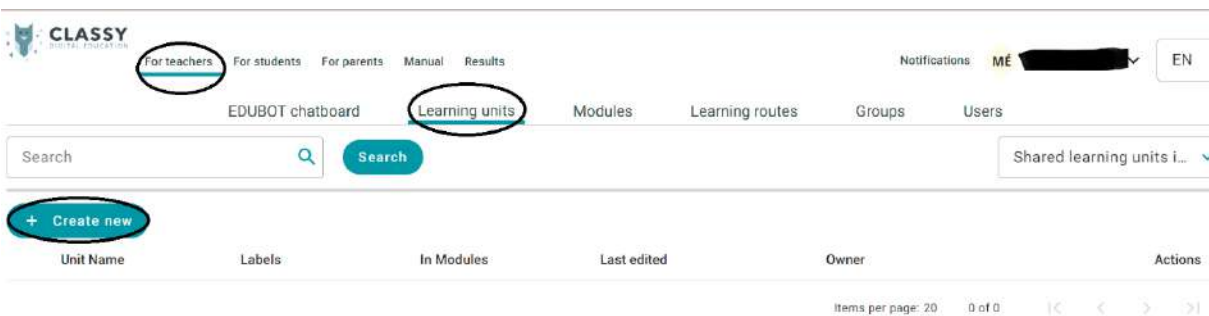 CLASSY
DIGITAL EDUCATION
For teachers For students For parents Manual Results Notifications MÉ EN
EDUBOT chatboard Learning units Modules Learning routes Groups Users
Search Search Shared learning units i...
+ Create new
Unit Name Labels In Modules Last edited Owner Actions
Items per page: 20 0 of 0